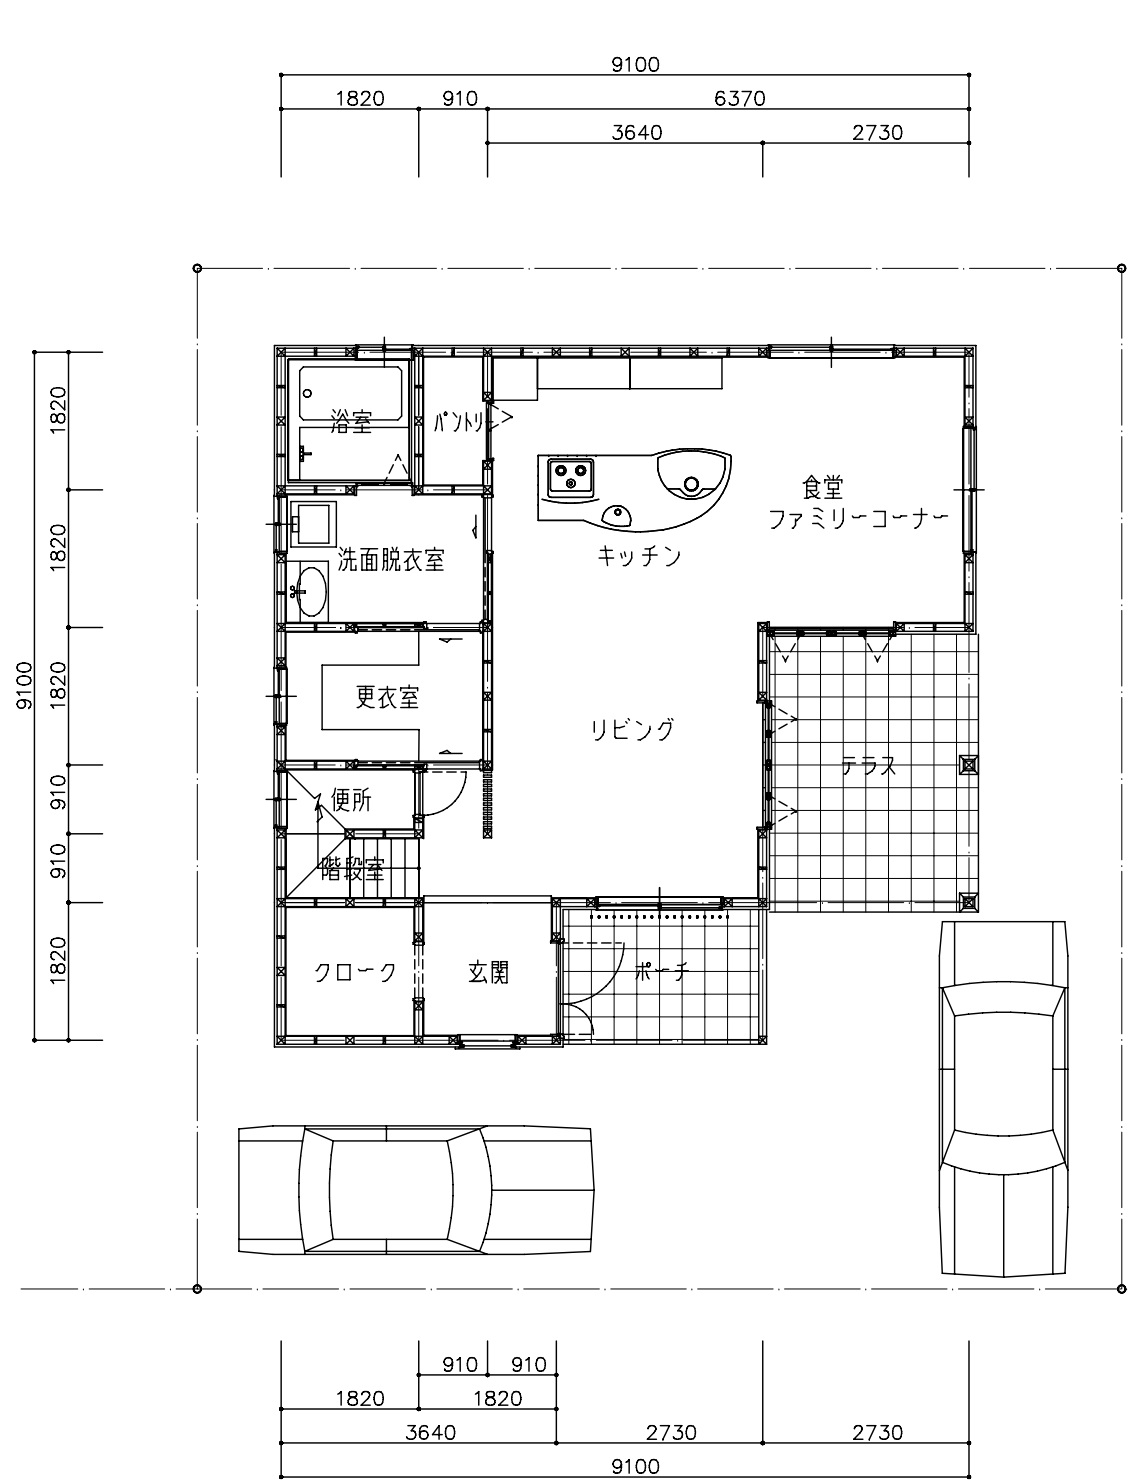 9100
1820 910 6370
3640 2730
1820
浴室
パントリー
食堂
ファミリーコーナー
1820
洗面脱衣室
キッチン
9100
1820
更衣室
リビング
テラス
910
便所
910
階段室
1820
クローク
玄関
ポーチ
910 910
1820 1820
3640 2730 2730
9100